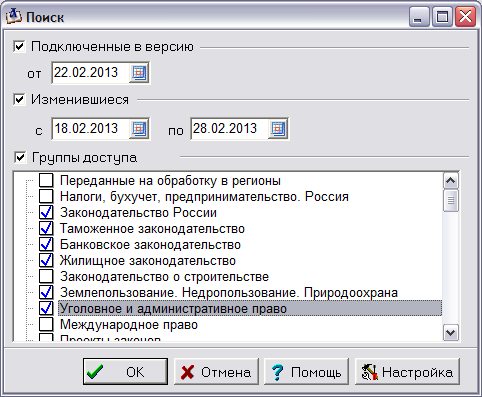 Поиск
Подключенные в версию
от 22.02.2013
Изменившиеся
с 18.02.2013 по 28.02.2013
Группы доступа
Переданные на обработку в регионы
Налоги, бухучет, предпринимательство. Россия
Законодательство России
Таможенное законодательство
Банковское законодательство
Жилищное законодательство
Законодательство о строительстве
Землепользование. Недропользование. Природоохрана
Уголовное и административное право
Международное право
Проекты законов
OK Отмена Помощь Настройка